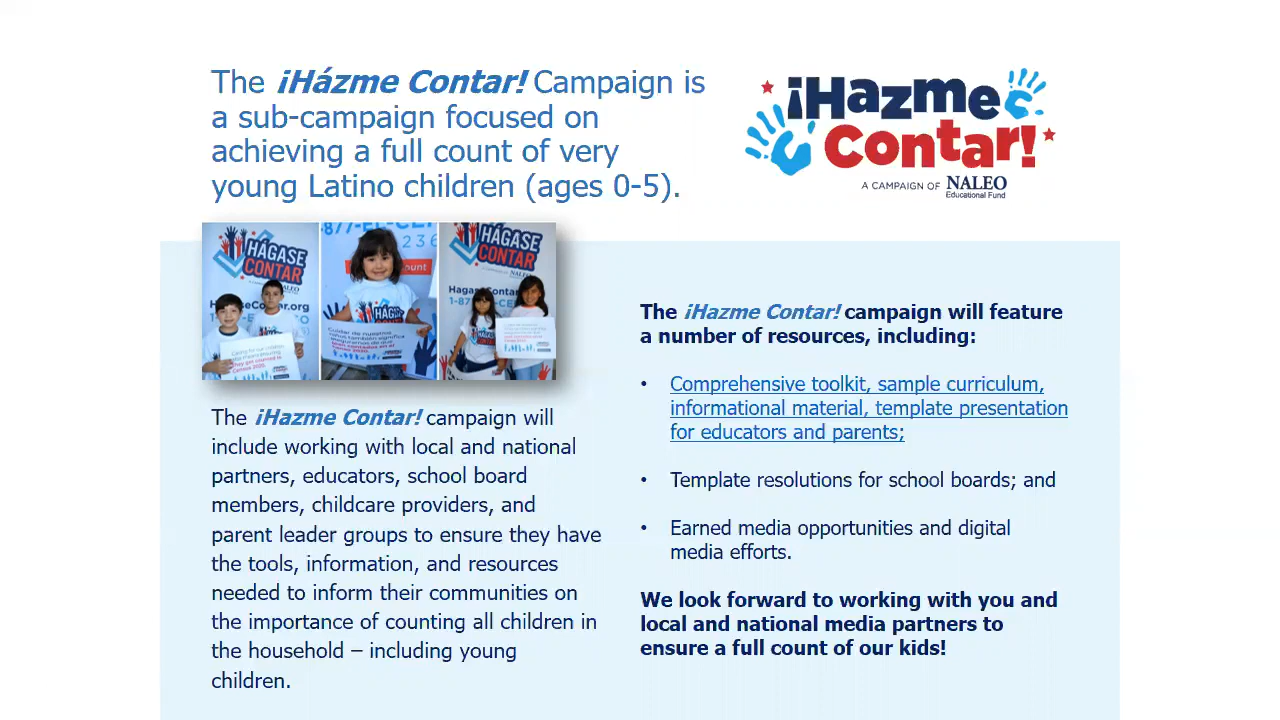 The ¡Házme Contar! Campaign is
a sub-campaign focused on
achieving a full count of very
young Latino children (ages 0-5).
¡Hazme
Contar!
A CAMPAIGN OF NALEO
Educational Fund
HÁGASE
CONTAR
NALEO
HÁGASE
HÁGASE
CONTAR
NALEO
The ¡Hazme Contar! campaign will
include working with local and national
partners, educators, school board
members, childcare providers, and
parent leader groups to ensure they have
the tools, information, and resources
needed to inform their communities on
the importance of counting all children in
the household – including young
children.
The ¡Hazme Contar! campaign will feature
a number of resources, including:
• Comprehensive toolkit, sample curriculum,
informational material, template presentation
for educators and parents;
• Template resolutions for school boards; and
• Earned media opportunities and digital
media efforts.
We look forward to working with you and
local and national media partners to
ensure a full count of our kids!